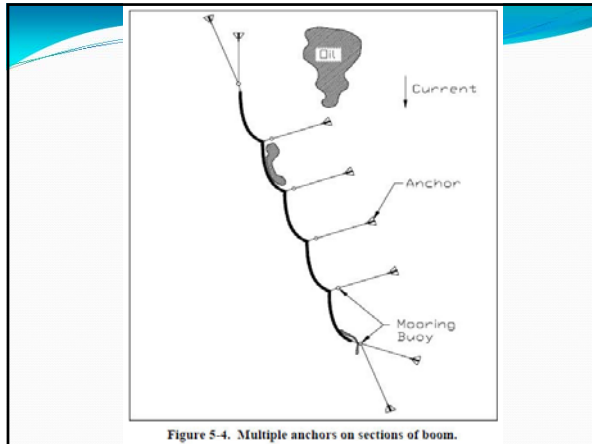 Oil
Current
Anchor
Mooring
Buoy
Figure 5-4. Multiple anchors on sections of boom.